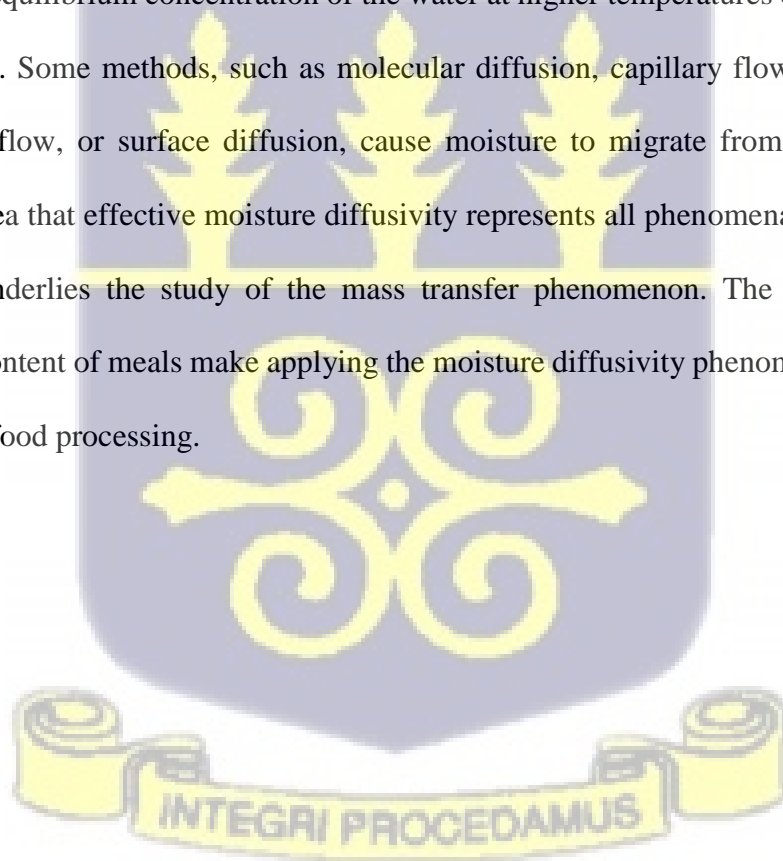 equilibrium concentration of the water at higher temperatures
. Some methods, such as molecular diffusion, capillary flow
flow, or surface diffusion, cause moisture to migrate from
ea that effective moisture diffusivity represents all phenomena
nderlies the study of the mass transfer phenomenon. The
ontent of meals make applying the moisture diffusivity phenom
food processing.
INTEGRI PROCEDAMUS